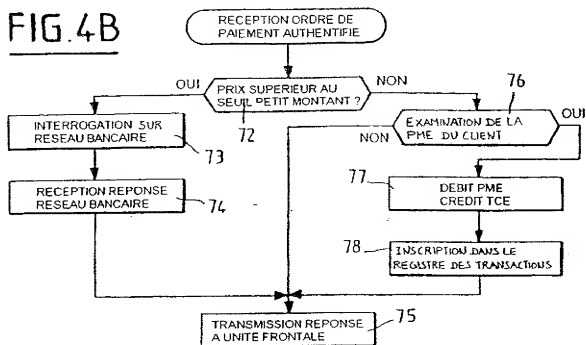 FIG.4B
RECEPTION ORDRE DE
PAIEMENT AUTHENTIFIE
OUI
PRIX SUPERIEUR AU
SEUIL PETIT MONTANT ?
NON
72
76
INTERROGATION SUR
RESEAU BANCAIRE
73
NON
EXAMINATION DE LA
PME DU CLIENT
OUI
RECEPTION REPONSE
RESEAU BANCAIRE
74
77
DEBIT PME
CREDIT TCE
78
INSCRIPTION DANS LE
REGISTRE DES TRANSACTIONS
TRANSMISSION REPONSE
A UNITE FRONTALE
75